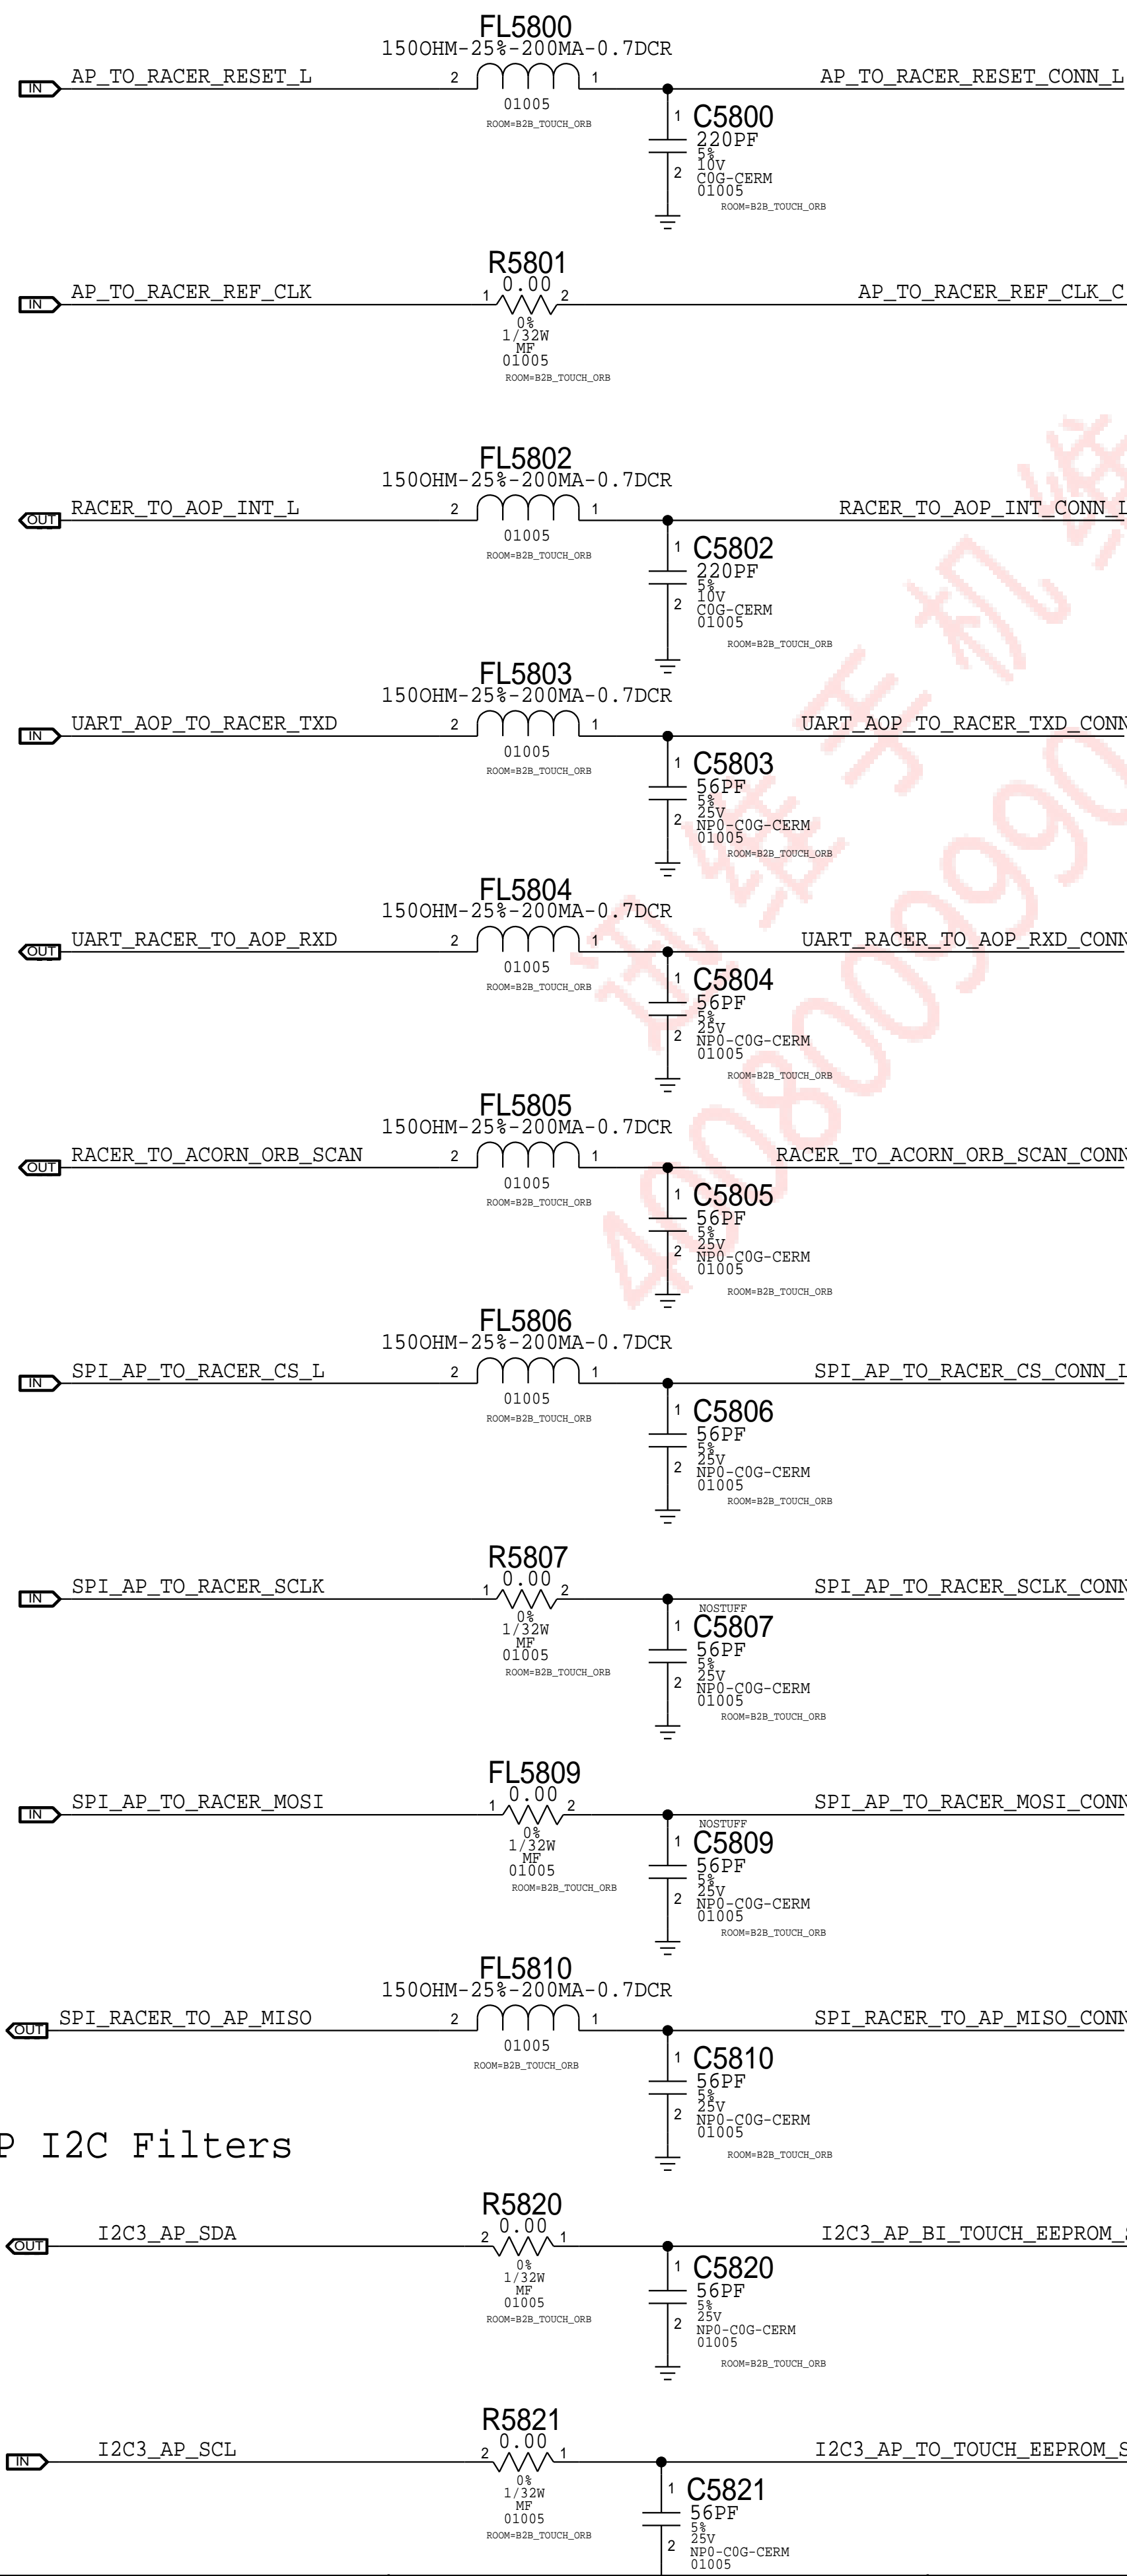 FL5800
150OHM-25%-200MA-0.7DCR
IN AP_TO_RACER_RESET_L 2 1 AP_TO_RACER_RESET_CONN_L
01005
ROOM=B2B_TOUCH_ORB
1 C5800
220PF
5%
10V
2 C0G-CERM
01005
ROOM=B2B_TOUCH_ORB
R5801
0.00
IN AP_TO_RACER_REF_CLK 1 2 AP_TO_RACER_REF_CLK_C
0%
1/32W
MF
01005
ROOM=B2B_TOUCH_ORB
FL5802
150OHM-25%-200MA-0.7DCR
OUT RACER_TO_AOP_INT_L 2 1 RACER_TO_AOP_INT_CONN_L
01005
ROOM=B2B_TOUCH_ORB
1 C5802
220PF
5%
10V
2 C0G-CERM
01005
ROOM=B2B_TOUCH_ORB
FL5803
150OHM-25%-200MA-0.7DCR
IN UART_AOP_TO_RACER_TXD 2 1 UART_AOP_TO_RACER_TXD_CONN
01005
ROOM=B2B_TOUCH_ORB
1 C5803
56PF
5%
25V
2 NP0-C0G-CERM
01005
ROOM=B2B_TOUCH_ORB
FL5804
150OHM-25%-200MA-0.7DCR
OUT UART_RACER_TO_AOP_RXD 2 1 UART_RACER_TO_AOP_RXD_CONN
01005
ROOM=B2B_TOUCH_ORB
1 C5804
56PF
5%
25V
2 NP0-C0G-CERM
01005
ROOM=B2B_TOUCH_ORB
FL5805
150OHM-25%-200MA-0.7DCR
OUT RACER_TO_ACORN_ORB_SCAN 2 1 RACER_TO_ACORN_ORB_SCAN_CONN
01005
ROOM=B2B_TOUCH_ORB
1 C5805
56PF
5%
25V
2 NP0-C0G-CERM
01005
ROOM=B2B_TOUCH_ORB
FL5806
150OHM-25%-200MA-0.7DCR
IN SPI_AP_TO_RACER_CS_L 2 1 SPI_AP_TO_RACER_CS_CONN_L
01005
ROOM=B2B_TOUCH_ORB
1 C5806
56PF
5%
25V
2 NP0-C0G-CERM
01005
ROOM=B2B_TOUCH_ORB
R5807
0.00
IN SPI_AP_TO_RACER_SCLK 1 2 SPI_AP_TO_RACER_SCLK_CONN
0%
1/32W
MF
01005
ROOM=B2B_TOUCH_ORB
NOSTUFF
1 C5807
56PF
5%
25V
2 NP0-C0G-CERM
01005
ROOM=B2B_TOUCH_ORB
FL5809
0.00
IN SPI_AP_TO_RACER_MOSI 1 2 SPI_AP_TO_RACER_MOSI_CONN
0%
1/32W
MF
01005
ROOM=B2B_TOUCH_ORB
NOSTUFF
1 C5809
56PF
5%
25V
2 NP0-C0G-CERM
01005
ROOM=B2B_TOUCH_ORB
FL5810
150OHM-25%-200MA-0.7DCR
OUT SPI_RACER_TO_AP_MISO 2 1 SPI_RACER_TO_AP_MISO_CONN
01005
ROOM=B2B_TOUCH_ORB
1 C5810
56PF
5%
25V
2 NP0-C0G-CERM
01005
ROOM=B2B_TOUCH_ORB
P I2C Filters
R5820
0.00
OUT I2C3_AP_SDA 2 1 I2C3_AP_BI_TOUCH_EEPROM_S
0%
1/32W
MF
01005
ROOM=B2B_TOUCH_ORB
1 C5820
56PF
5%
25V
2 NP0-C0G-CERM
01005
ROOM=B2B_TOUCH_ORB
R5821
0.00
IN I2C3_AP_SCL 2 1 I2C3_AP_TO_TOUCH_EEPROM_S
0%
1/32W
MF
01005
ROOM=B2B_TOUCH_ORB
1 C5821
56PF
5%
25V
2 NP0-C0G-CERM
01005
迅维手机维
4008009990